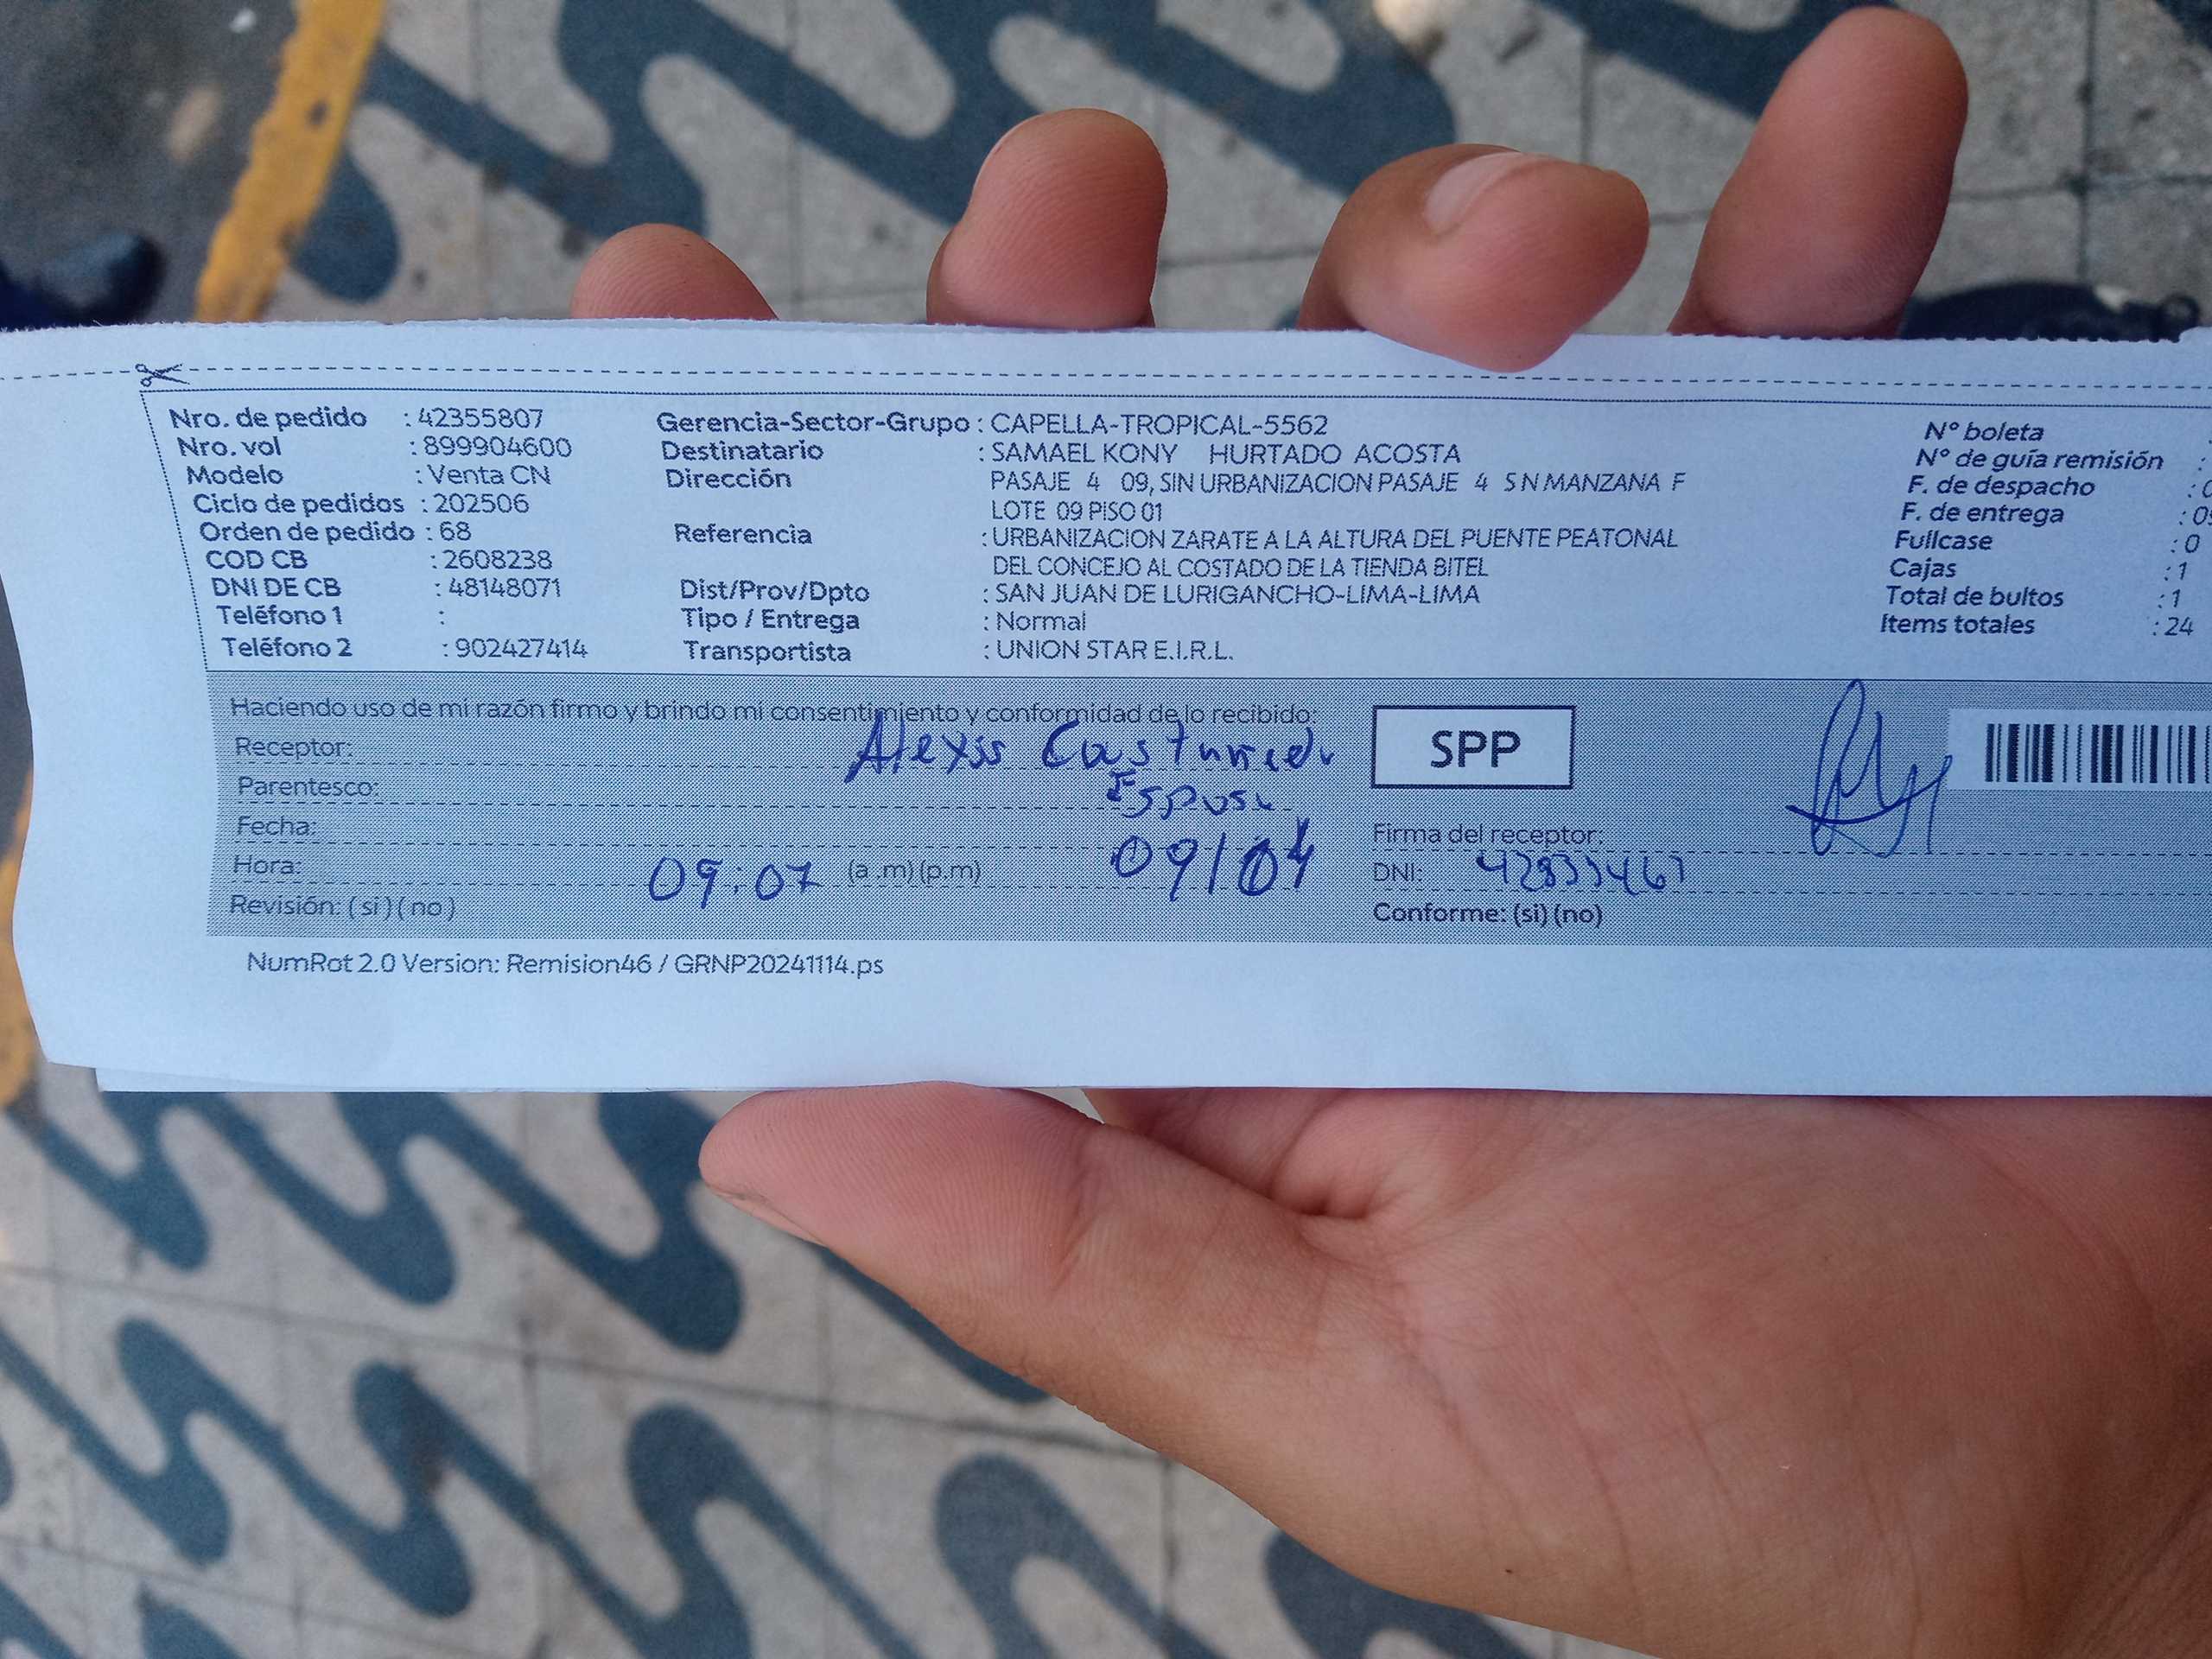 Nro. de pedido : 42355807
Nro. vol : 899904600
Modelo : Venta CN
Ciclo de pedidos : 202506
Orden de pedido : 68
COD CB : 2608238
DNI DE CB : 48148071
Teléfono 1 :
Teléfono 2 : 902427414
Gerencia-Sector-Grupo : CAPELLA-TROPICAL-5562
Destinatario : SAMAEL KONY HURTADO ACOSTA
Dirección PASAJE 4 09, SIN URBANIZACION PASAJE 4 S N MANZANA F
LOTE 09 PISO 01
Referencia : URBANIZACION ZARATE A LA ALTURA DEL PUENTE PEATONAL
DEL CONCEJO AL COSTADO DE LA TIENDA BITEL
Dist/Prov/Dpto : SAN JUAN DE LURIGANCHO-LIMA-LIMA
Tipo / Entrega : Normal
Transportista : UNION STAR E.I.R.L.
N° boleta
N° de guía remisión :
F. de despacho :
F. de entrega :
Fullcase : 0
Cajas : 1
Total de bultos : 1
Items totales : 24
Haciendo uso de mi razón firmo y brindo mi consentimiento y conformidad de lo recibido:
Receptor: Alexis
Parentesco: Esposo
Fecha: 09/04
Hora: 09:07 (a.m) (p.m)
Revisión: ( si ) ( no )
SPP
Firma del receptor:
DNI:
Conforme: (si) (no)
NumRot 2.0 Version: Remision46 / GRNP20241114.ps